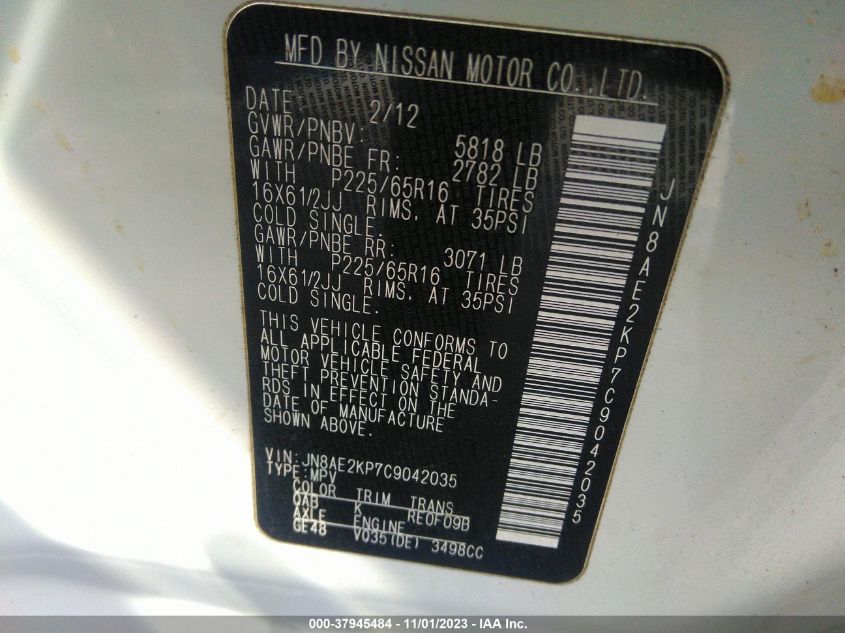 MFD BY NISSAN MOTOR CO.,LTD.
DATE: 2/12
GVWR/PNBV: 5818 LB
GAWR/PNBE FR: 2782 LB
WITH P225/65R16 TIRES
16X61/2JJ RIMS, AT 35PSI
COLD SINGLE.
GAWR/PNBE RR: 3071 LB
WITH P225/65R16 TIRES
16X61/2JJ RIMS, AT 35PSI
COLD SINGLE.
THIS VEHICLE CONFORMS TO
ALL APPLICABLE FEDERAL
MOTOR VEHICLE SAFETY AND
THEFT PREVENTION STANDA-
RDS IN EFFECT ON THE
DATE OF MANUFACTURE
SHOWN ABOVE.
VIN: JN8AE2KP7C9042035
TYPE: MPV
COLOR TRIM TRANS
QAB K RE0F09B
AXLE ENGINE
GE48 V035(DE) 3498CC
JN8AE2KP7C9042035
000-37945484 - 11/01/2023 - IAA Inc.